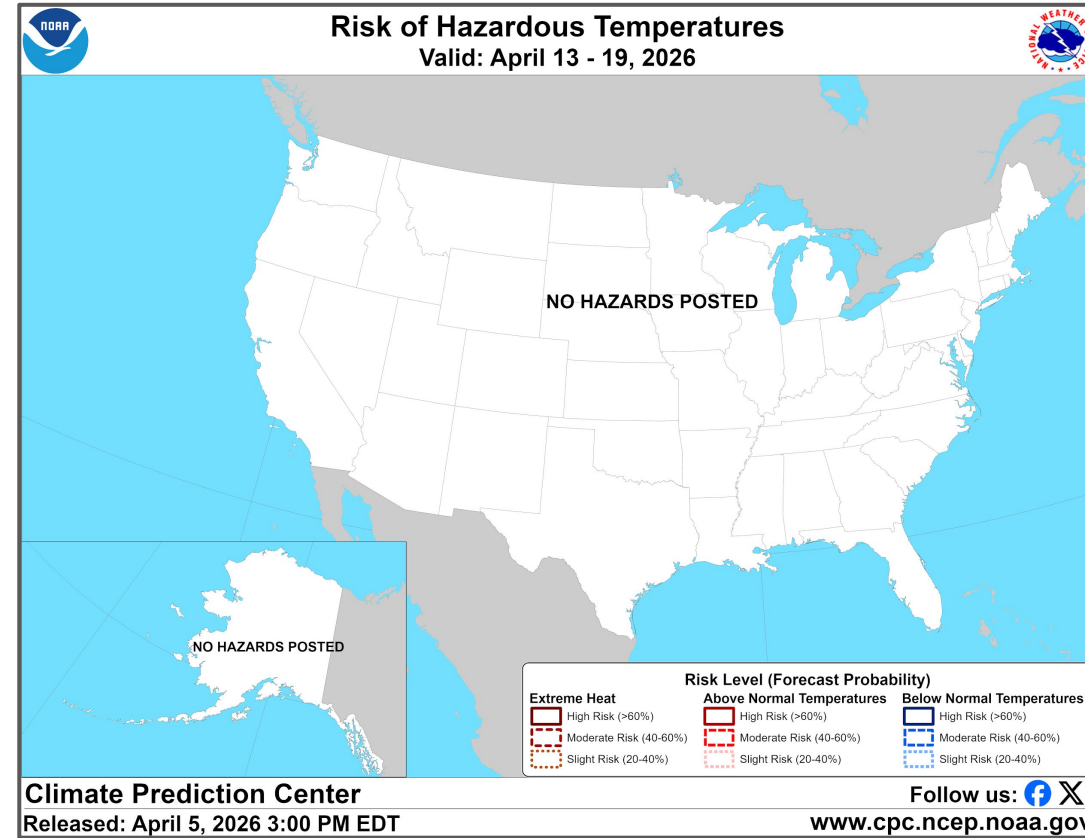 NOAA
Risk of Hazardous Temperatures
Valid: April 13 - 19, 2026
NATIONAL WEATHER SERVICE
NO HAZARDS POSTED
NO HAZARDS POSTED
Risk Level (Forecast Probability)
Extreme Heat
High Risk (>60%)
Moderate Risk (40-60%)
Slight Risk (20-40%)
Above Normal Temperatures
High Risk (>60%)
Moderate Risk (40-60%)
Slight Risk (20-40%)
Below Normal Temperatures
High Risk (>60%)
Moderate Risk (40-60%)
Slight Risk (20-40%)
Climate Prediction Center
Follow us:
Released: April 5, 2026 3:00 PM EDT
www.cpc.ncep.noaa.gov